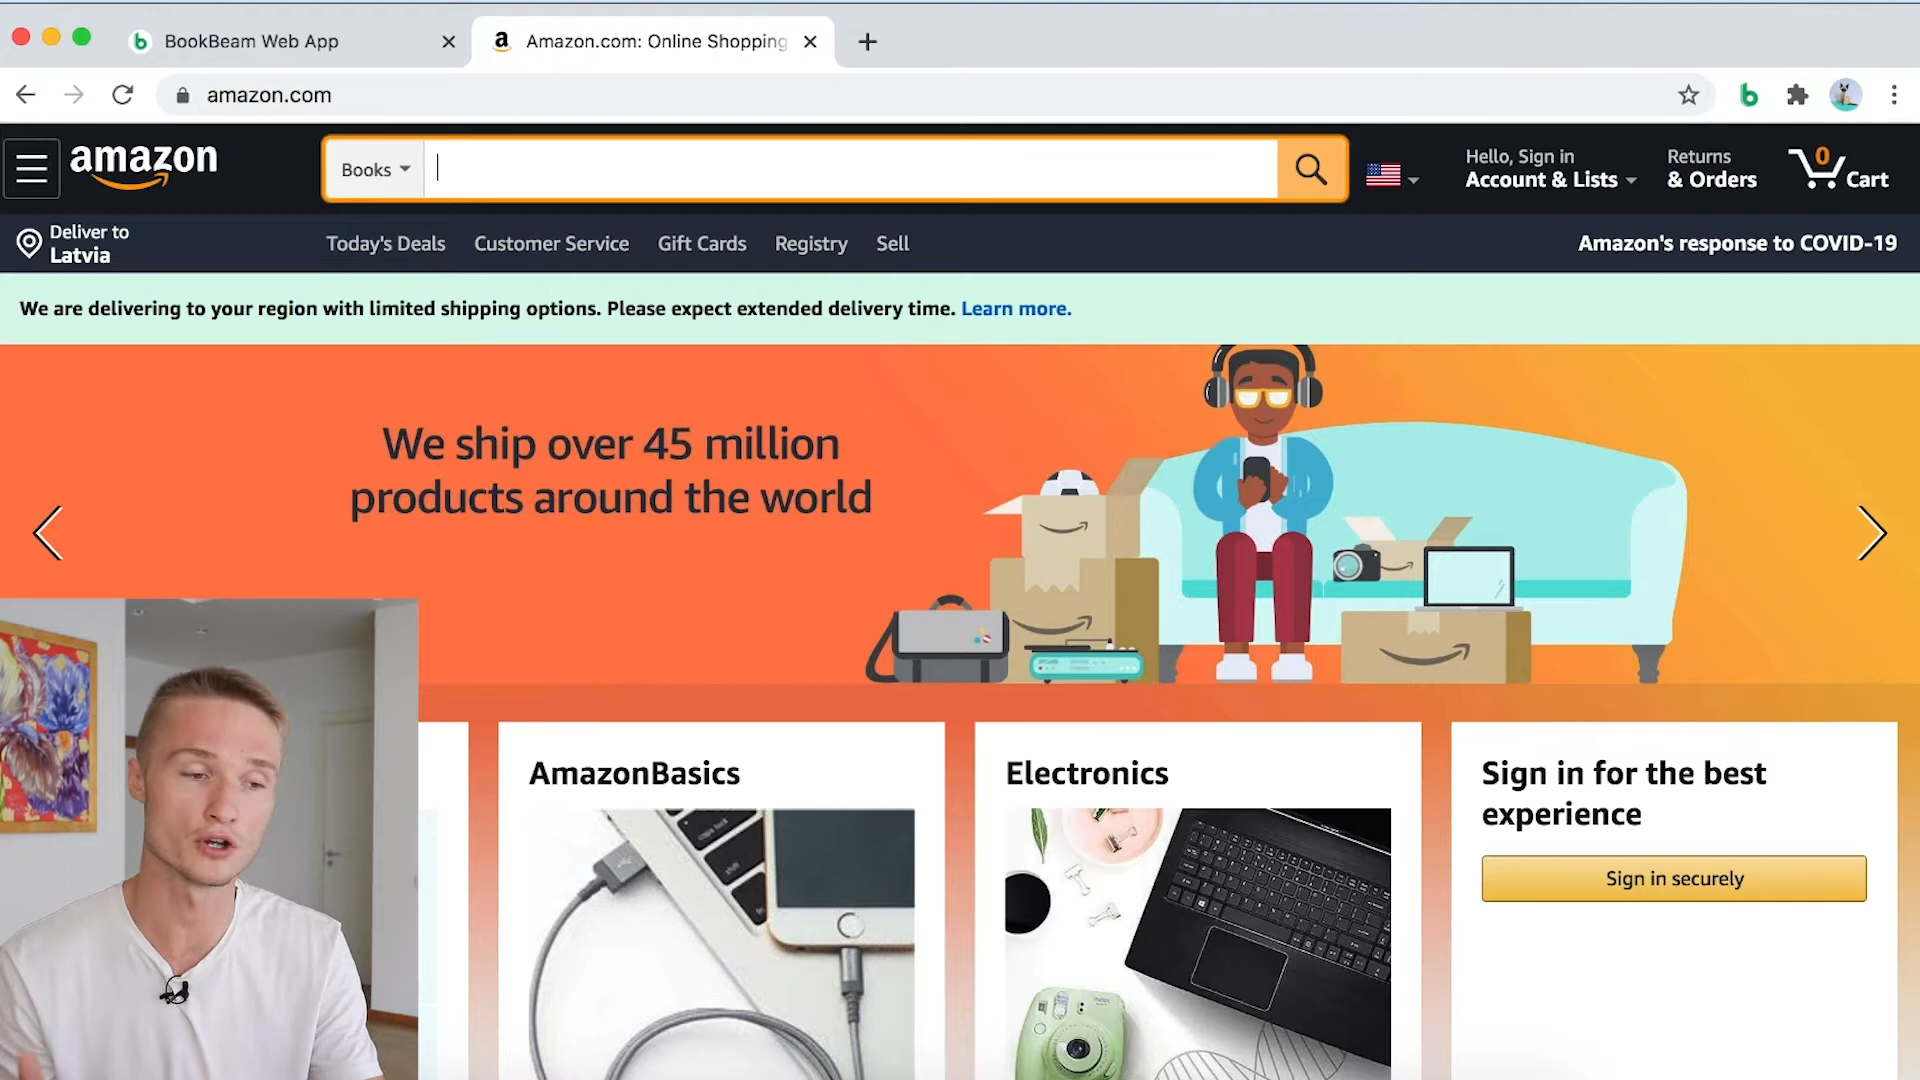 BookBeam Web App
Amazon.com: Online Shopping
amazon.com
amazon
Books
Hello, Sign in
Account & Lists
Returns
& Orders
0
Cart
Deliver to
Latvia
Today's Deals
Customer Service
Gift Cards
Registry
Sell
Amazon's response to COVID-19
We are delivering to your region with limited shipping options. Please expect extended delivery time. Learn more.
We ship over 45 million
products around the world
AmazonBasics
Electronics
Sign in for the best
experience
Sign in securely
caps lock
shift